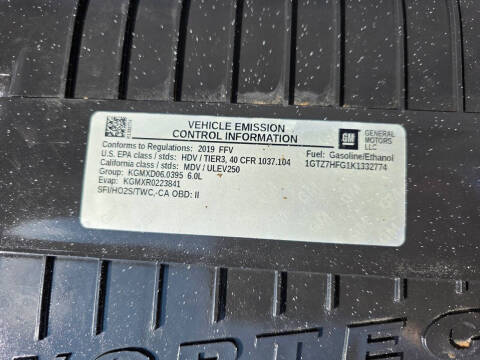 VEHICLE EMISSION
CONTROL INFORMATION
GM
GENERAL
MOTORS
LLC
Conforms to Regulations: 2019 FFV
U.S. EPA class / stds: HDV / TIER3, 40 CFR 1037.104
California class / stds: MDV / ULEV250
Group: KGMXD06.0395 6.0L
Evap: KGMXR0223841
SFI/HO2S/TWC,-CA OBD: II
Fuel: Gasoline/Ethanol
1GTZ7HFG1K1332774
VORTEC